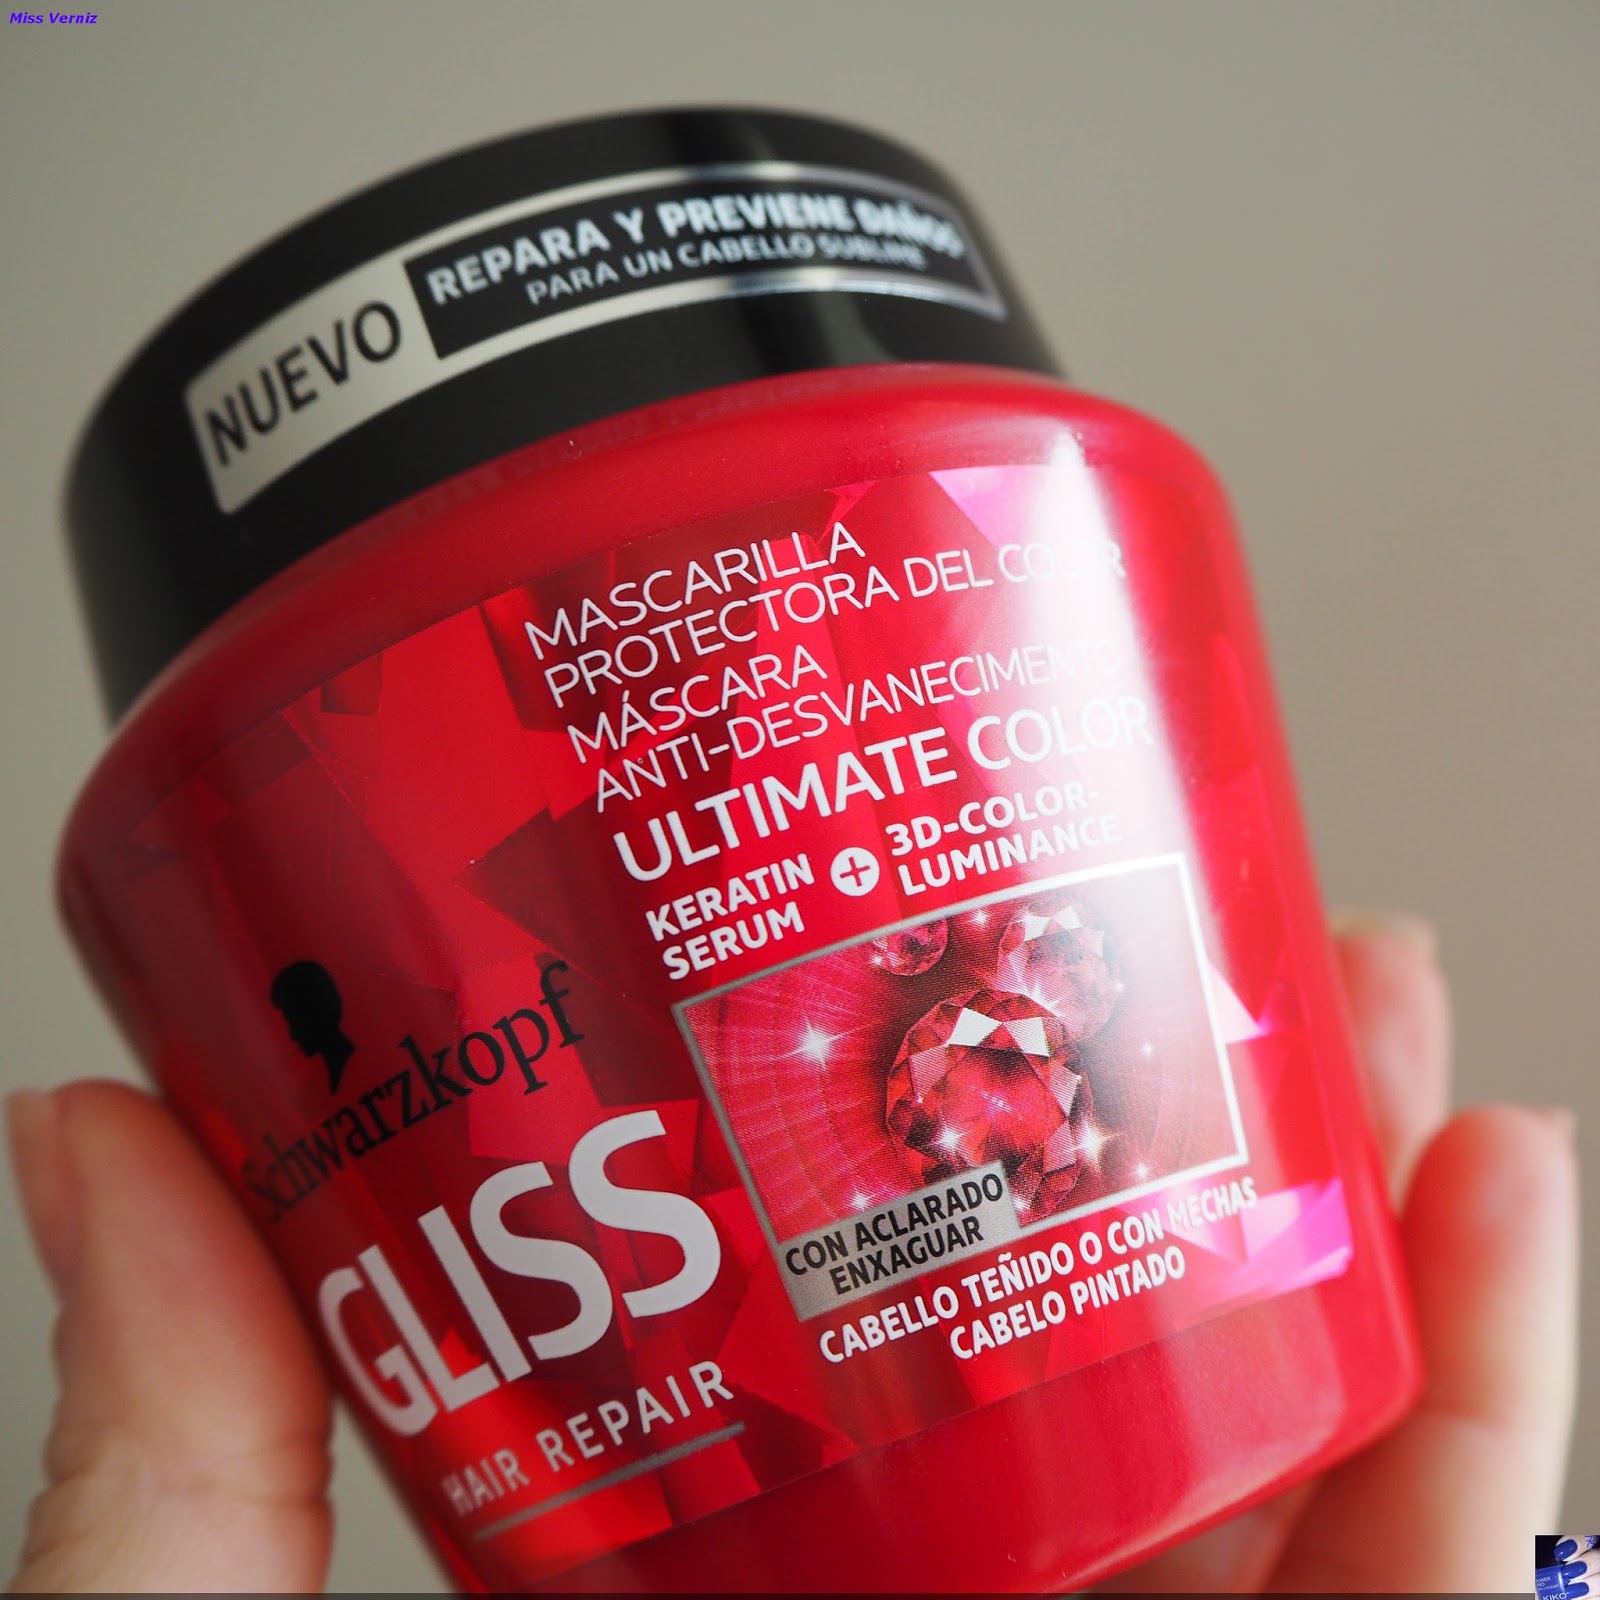 Miss Verniz
NUEVO
REPARA Y PREVIENE DAÑOS*
PARA UN CABELLO SUBLIME
MASCARILLA
PROTECTORA DEL COLOR
MÁSCARA
ANTI-DESVANECIMENTO
ULTIMATE COLOR
KERATIN
SERUM
+
3D-COLOR-
LUMINANCE
Schwarzkopf
GLISS
HAIR REPAIR
CON ACLARADO
ENXAGUAR
CABELLO TEÑIDO O CON MECHAS
CABELO PINTADO
KIKO